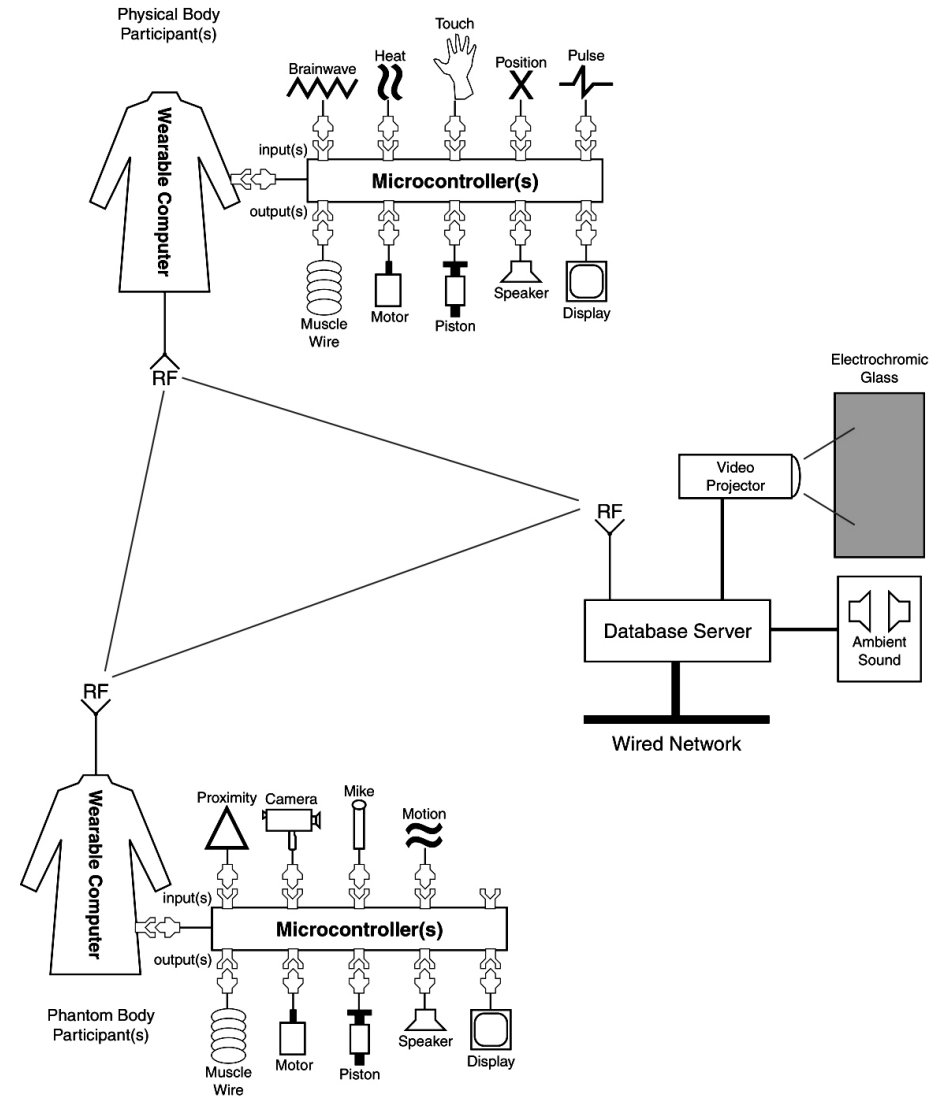 Physical Body
Participant(s)
Wearable Computer
Brainwave
Heat
Touch
Position
Pulse
input(s)
Microcontroller(s)
output(s)
Muscle
Wire
Motor
Piston
Speaker
Display
RF
Electrochromic
Glass
Video
Projector
RF
Database Server
Ambient
Sound
Wired Network
RF
Wearable Computer
Proximity
Camera
Mike
Motion
input(s)
Microcontroller(s)
output(s)
Phantom Body
Participant(s)
Muscle
Wire
Motor
Piston
Speaker
Display